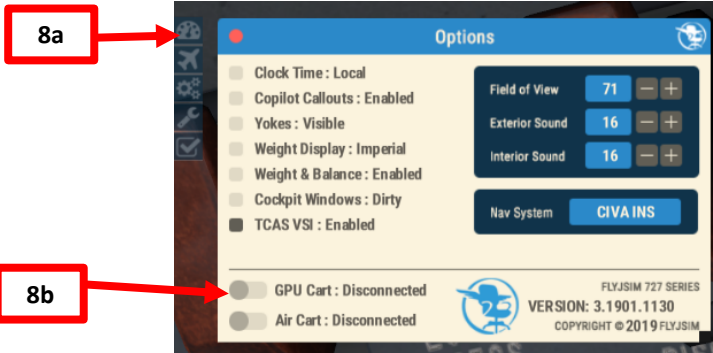 8a
Options
Clock Time : Local
Copilot Callouts : Enabled
Yokes : Visible
Weight Display : Imperial
Weight & Balance : Enabled
Cockpit Windows : Dirty
TCAS VSI : Enabled
Field of View 71 − +
Exterior Sound 16 − +
Interior Sound 16 − +
Nav System CIVA INS
8b
GPU Cart : Disconnected
Air Cart : Disconnected
FLYJSIM 727 SERIES
VERSION: 3.1901.1130
COPYRIGHT © 2019 FLYJSIM